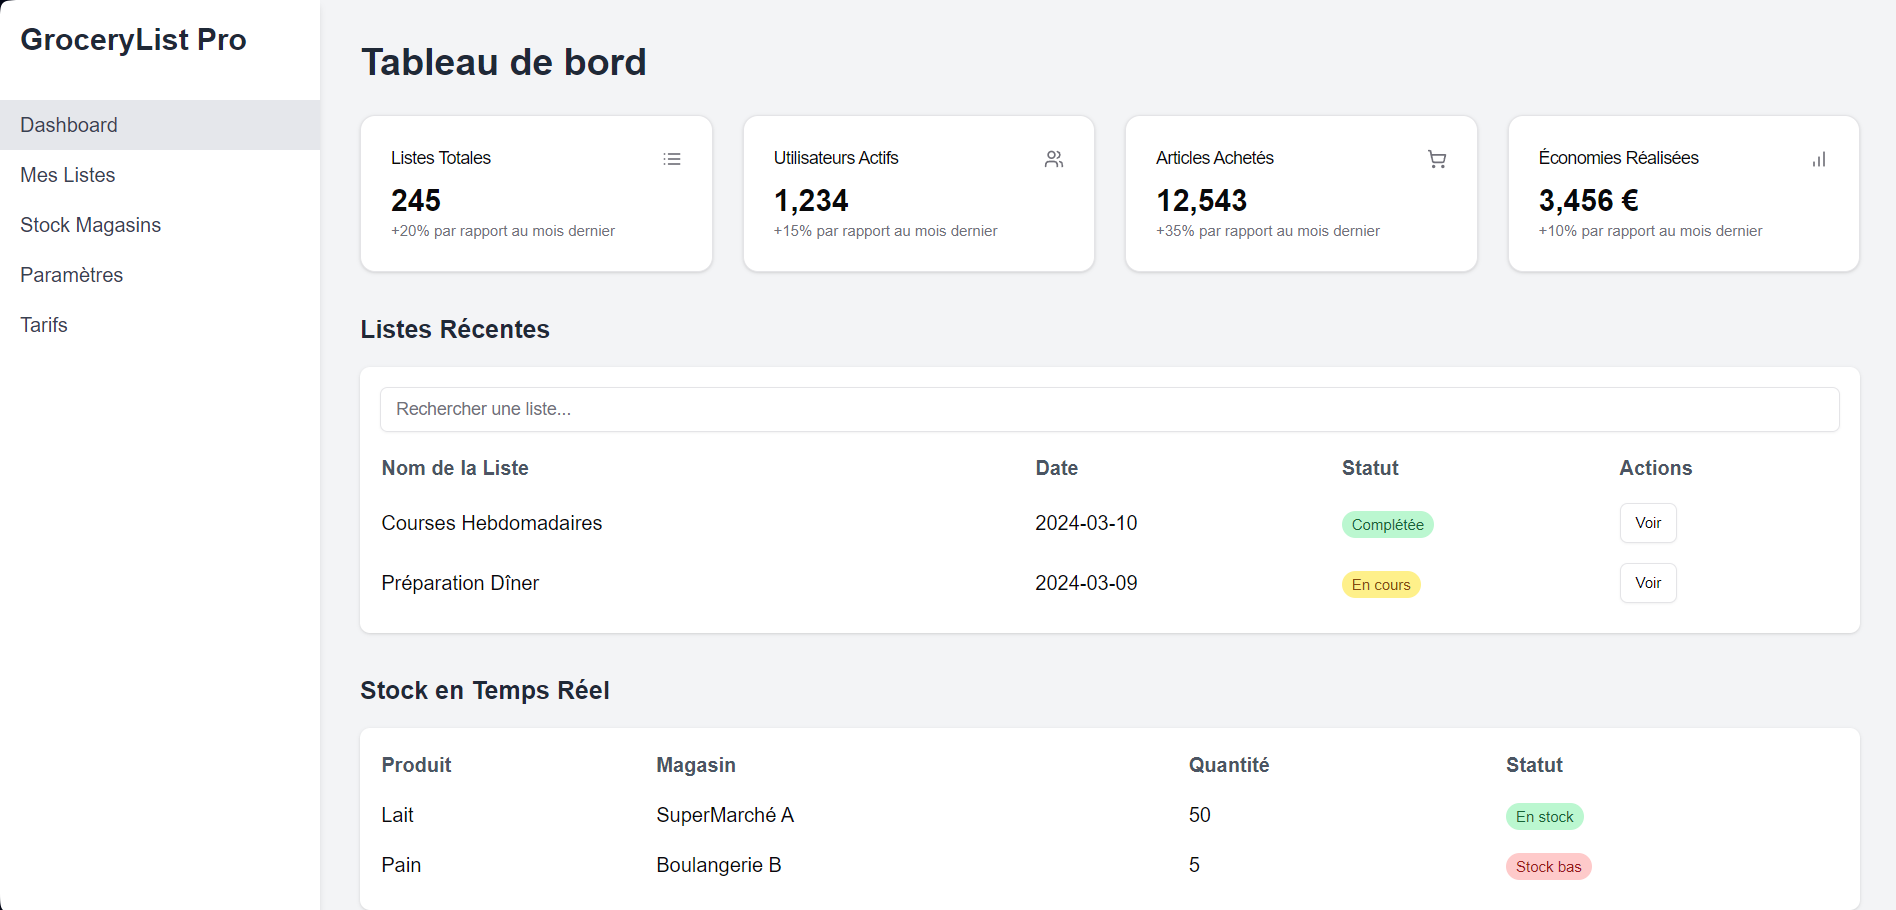 GroceryList Pro
Dashboard
Mes Listes
Stock Magasins
Paramètres
Tarifs
Tableau de bord
Listes Totales
245
+20% par rapport au mois dernier
Utilisateurs Actifs
1,234
+15% par rapport au mois dernier
Articles Achetés
12,543
+35% par rapport au mois dernier
Économies Réalisées
3,456 €
+10% par rapport au mois dernier
Listes Récentes
Rechercher une liste...
Nom de la Liste Date Statut Actions
Courses Hebdomadaires 2024-03-10 Complétée Voir
Préparation Dîner 2024-03-09 En cours Voir
Stock en Temps Réel
Produit Magasin Quantité Statut
Lait SuperMarché A 50 En stock
Pain Boulangerie B 5 Stock bas